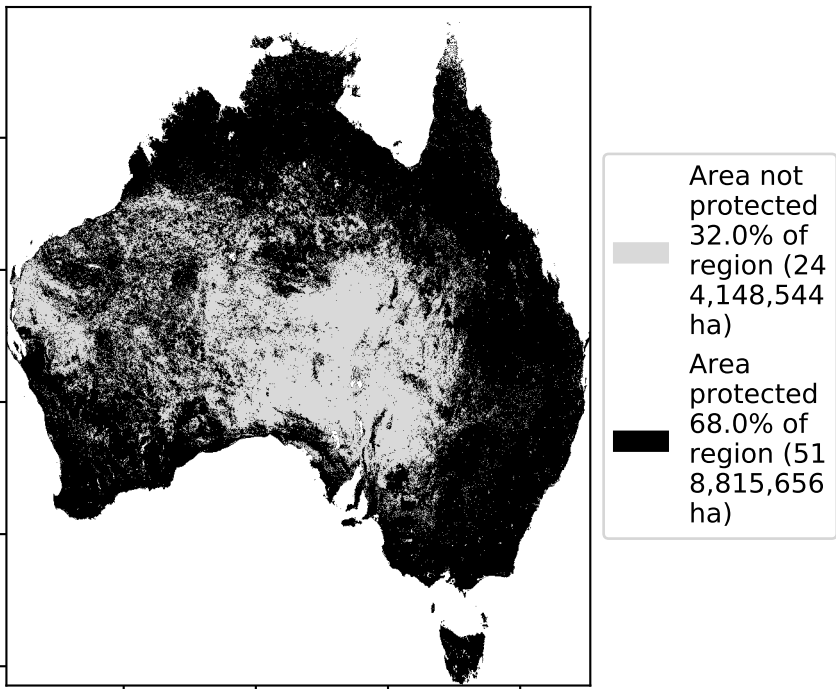 Area not
protected
32.0% of
region (24
4,148,544
ha)
Area
protected
68.0% of
region (51
8,815,656
ha)